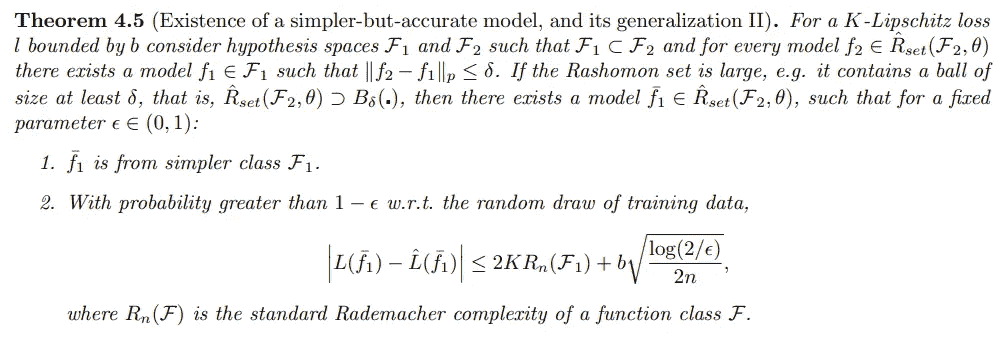 Theorem 4.5 (Existence of a simpler-but-accurate model, and its generalization II). For a K-Lipschitz loss
l bounded by b consider hypothesis spaces F₁ and F₂ such that F₁ ⊂ F₂ and for every model f₂ ∈ R̂set(F₂, θ)
there exists a model f₁ ∈ F₁ such that ‖f₂ − f₁‖ₚ ≤ δ. If the Rashomon set is large, e.g. it contains a ball of
size at least δ, that is, R̂set(F₂, θ) ⊃ Bδ(.), then there exists a model f̄₁ ∈ R̂set(F₂, θ), such that for a fixed
parameter ϵ ∈ (0, 1):
1. f̄₁ is from simpler class F₁.
2. With probability greater than 1 − ϵ w.r.t. the random draw of training data,
|L(f̄₁) − L̂(f̄₁)| ≤ 2KRₙ(F₁) + b√(log(2/ϵ)/2n),
where Rₙ(F) is the standard Rademacher complexity of a function class F.